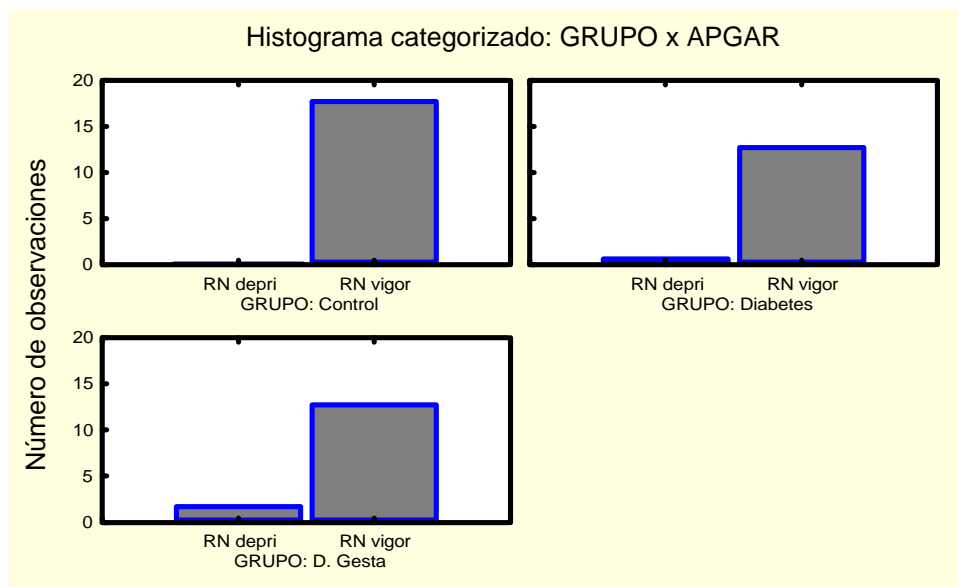 Histograma categorizado: GRUPO x APGAR
Número de observaciones
20
15
10
5
0
RN depri RN vigor
GRUPO: Control
RN depri RN vigor
GRUPO: Diabetes
20
15
10
5
0
RN depri RN vigor
GRUPO: D. Gesta